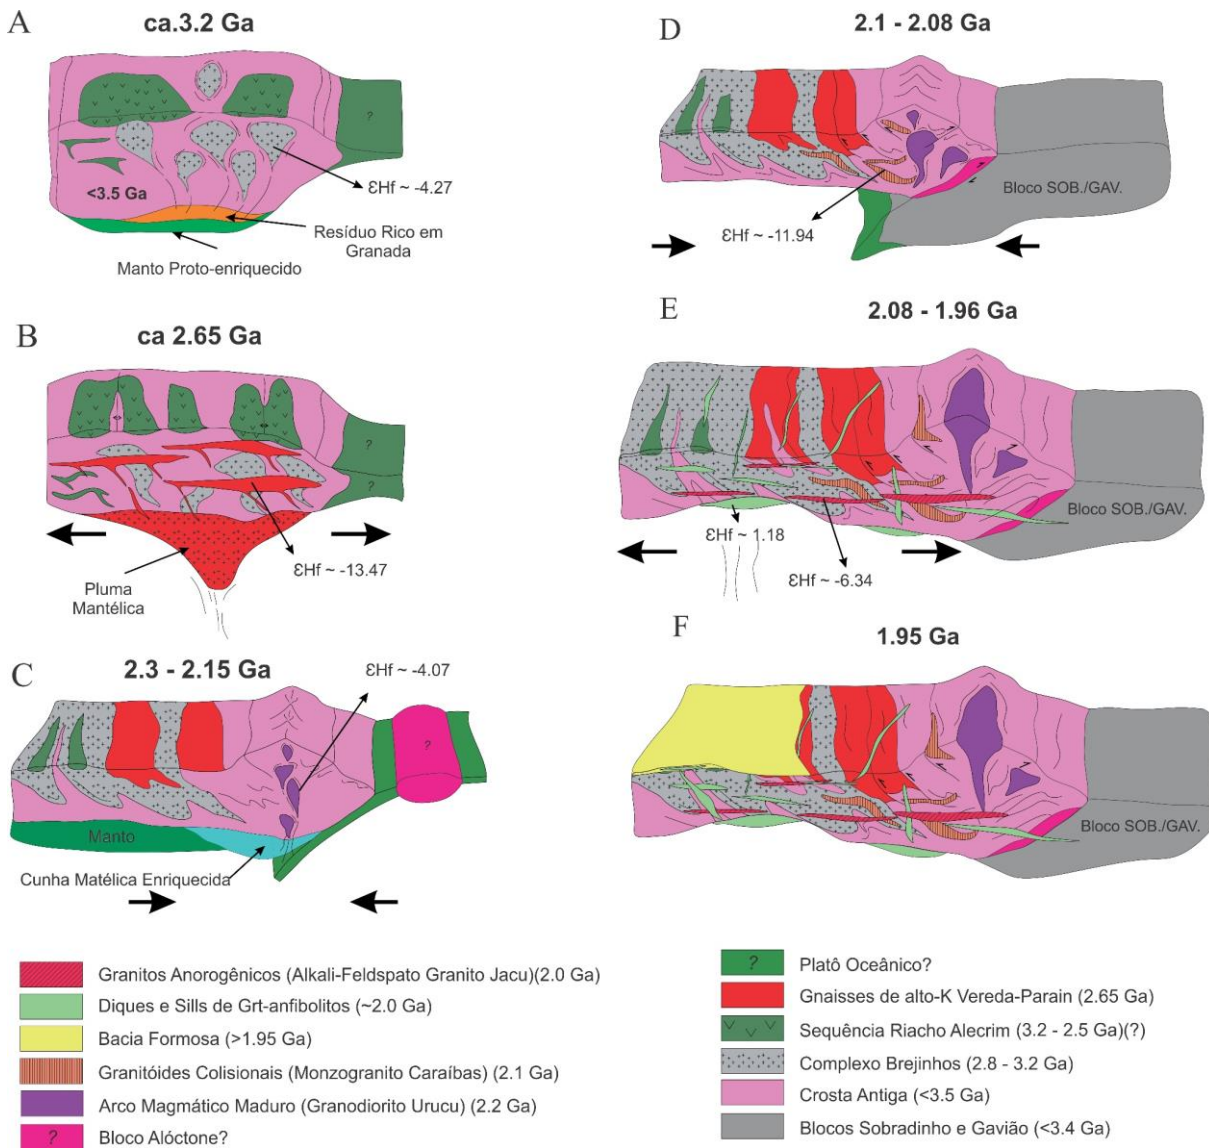 A
ca.3.2 Ga
?
<3.5 Ga
ƐHf ~ -4.27
Resíduo Rico em
Granada
Manto Proto-enriquecido
B
ca 2.65 Ga
?
?
ƐHf ~ -13.47
Pluma
Mantélica
C
2.3 - 2.15 Ga
ƐHf ~ -4.07
?
Manto
Cunha Matélica Enriquecida
D
2.1 - 2.08 Ga
Bloco SOB./GAV.
ƐHf ~ -11.94
E
2.08 - 1.96 Ga
Bloco SOB./GAV.
ƐHf ~ 1.18
ƐHf ~ -6.34
F
1.95 Ga
Bloco SOB./GAV.
Granitos Anorogênicos (Alkali-Feldspato Granito Jacu)(2.0 Ga)
Diques e Sills de Grt-anfibolitos (~2.0 Ga)
Bacia Formosa (>1.95 Ga)
Granitóides Colisionais (Monzogranito Caraíbas) (2.1 Ga)
Arco Magmático Maduro (Granodiorito Urucu) (2.2 Ga)
? Bloco Alóctone?
? Platô Oceânico?
Gnaisses de alto-K Vereda-Parain (2.65 Ga)
Sequência Riacho Alecrim (3.2 - 2.5 Ga)(?)
Complexo Brejinhos (2.8 - 3.2 Ga)
Crosta Antiga (<3.5 Ga)
Blocos Sobradinho e Gavião (<3.4 Ga)